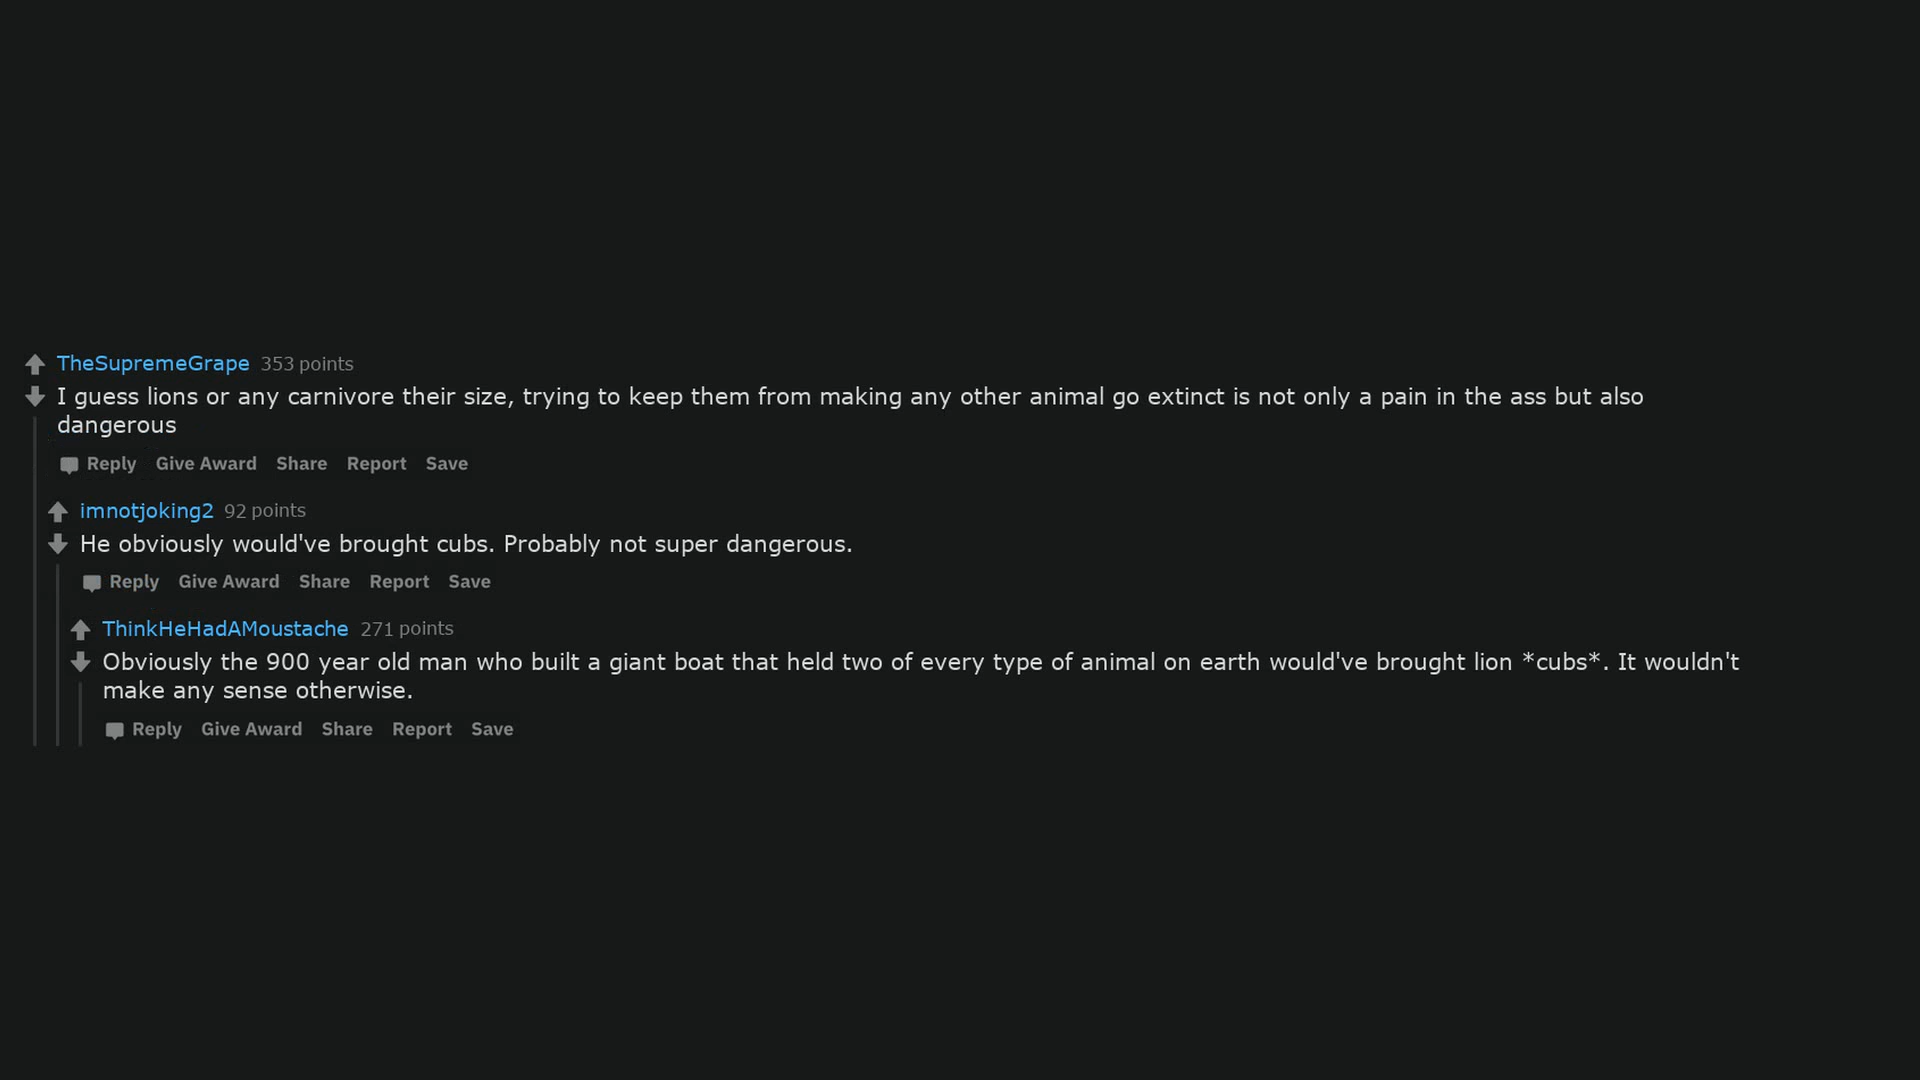 TheSupremeGrape 353 points
I guess lions or any carnivore their size, trying to keep them from making any other animal go extinct is not only a pain in the ass but also
dangerous
Reply Give Award Share Report Save
imnotjoking2 92 points
He obviously would've brought cubs. Probably not super dangerous.
Reply Give Award Share Report Save
ThinkHeHadAMoustache 271 points
Obviously the 900 year old man who built a giant boat that held two of every type of animal on earth would've brought lion *cubs*. It wouldn't
make any sense otherwise.
Reply Give Award Share Report Save